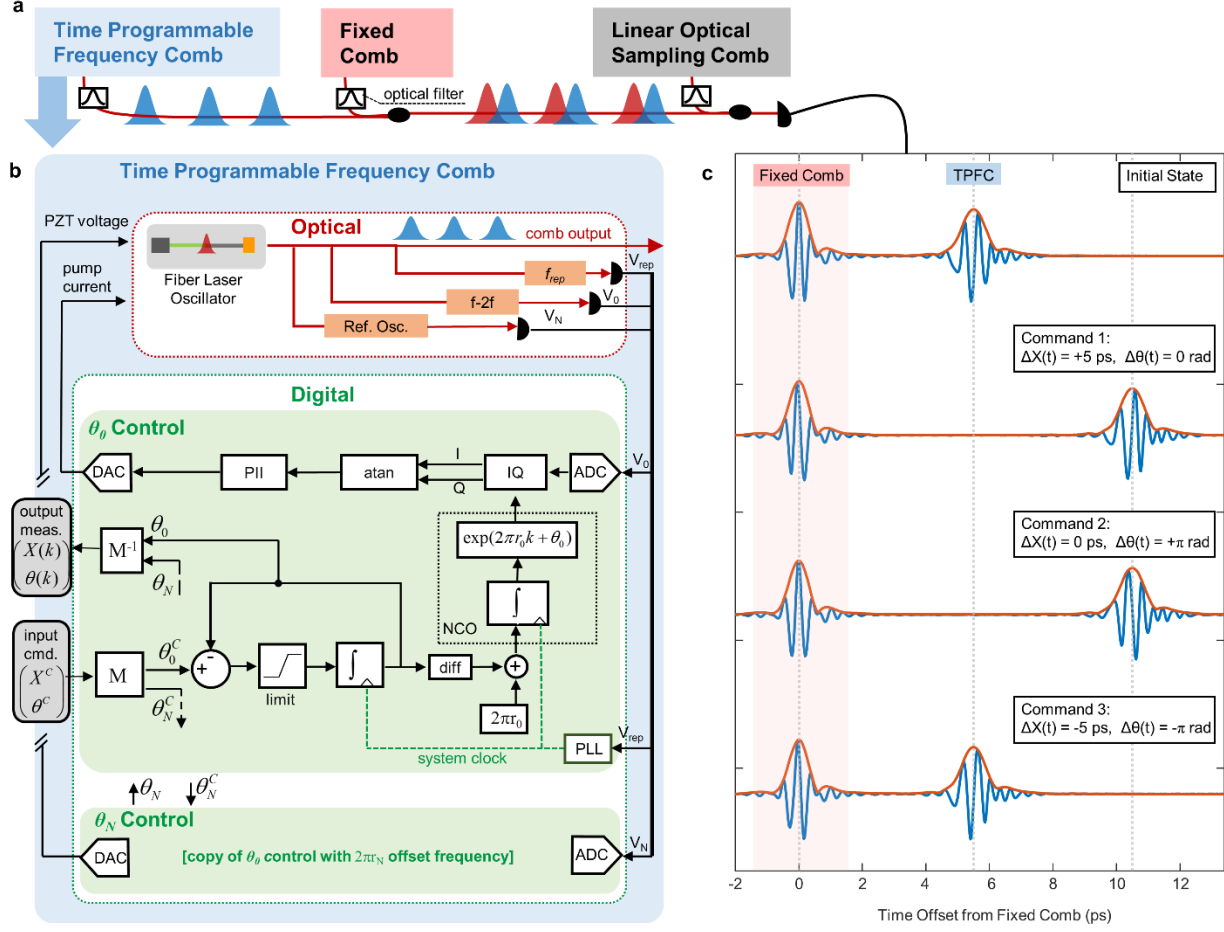 a
Time Programmable
Frequency Comb
Fixed
Comb
Linear Optical
Sampling Comb
optical filter
b
Time Programmable Frequency Comb
PZT voltage
pump
current
Optical
comb output
Fiber Laser
Oscillator
f_rep
V_rep
f-2f
V_0
Ref. Osc.
V_N
Digital
θ_0 Control
DAC
PII
atan
I
Q
IQ
ADC
V_0
output
meas.
(X(k)
θ(k))
M^-1
θ_0
θ_N
exp(2πr_0k + θ_0)
∫
NCO
input
cmd.
(X^C
θ^C)
M
θ_0^C
θ_N^C
+
-
limit
∫
diff
+
2πr_0
system clock
PLL
V_rep
θ_N
θ_N^C
θ_N Control
DAC
[copy of θ_0 control with 2πr_N offset frequency]
ADC
V_N
c
Fixed Comb
TPFC
Initial State
Command 1:
ΔX(t) = +5 ps, Δθ(t) = 0 rad
Command 2:
ΔX(t) = 0 ps, Δθ(t) = +π rad
Command 3:
ΔX(t) = -5 ps, Δθ(t) = -π rad
-2 0 2 4 6 8 10 12
Time Offset from Fixed Comb (ps)